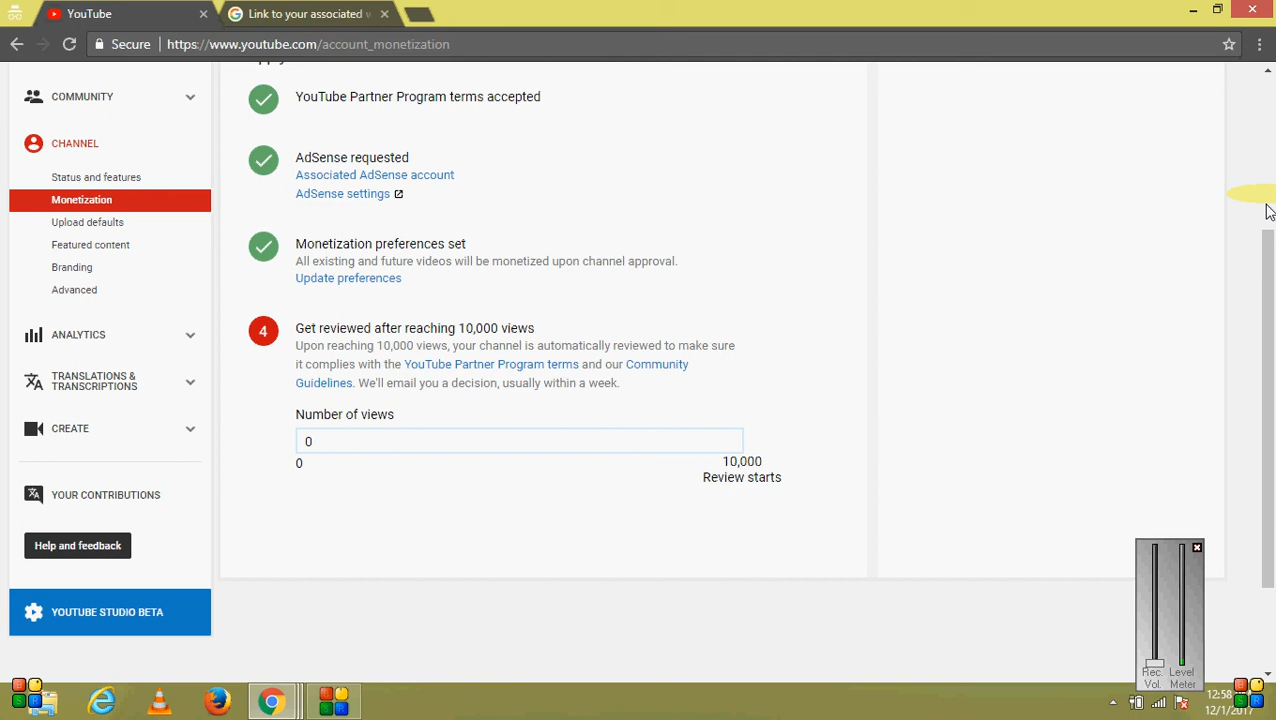 YouTube
Link to your associated
Secure
https://www.youtube.com/account_monetization
COMMUNITY
CHANNEL
Status and features
Monetization
Upload defaults
Featured content
Branding
Advanced
ANALYTICS
TRANSLATIONS &
TRANSCRIPTIONS
CREATE
YOUR CONTRIBUTIONS
Help and feedback
YOUTUBE STUDIO BETA
YouTube Partner Program terms accepted
AdSense requested
Associated AdSense account
AdSense settings
Monetization preferences set
All existing and future videos will be monetized upon channel approval.
Update preferences
4
Get reviewed after reaching 10,000 views
Upon reaching 10,000 views, your channel is automatically reviewed to make sure
it complies with the YouTube Partner Program terms and our Community
Guidelines. We'll email you a decision, usually within a week.
Number of views
0
0
10,000
Review starts
Rec. Level
Vol. Meter
B R
S R
B R
S R
12:58
12/1/2017
B R
S R